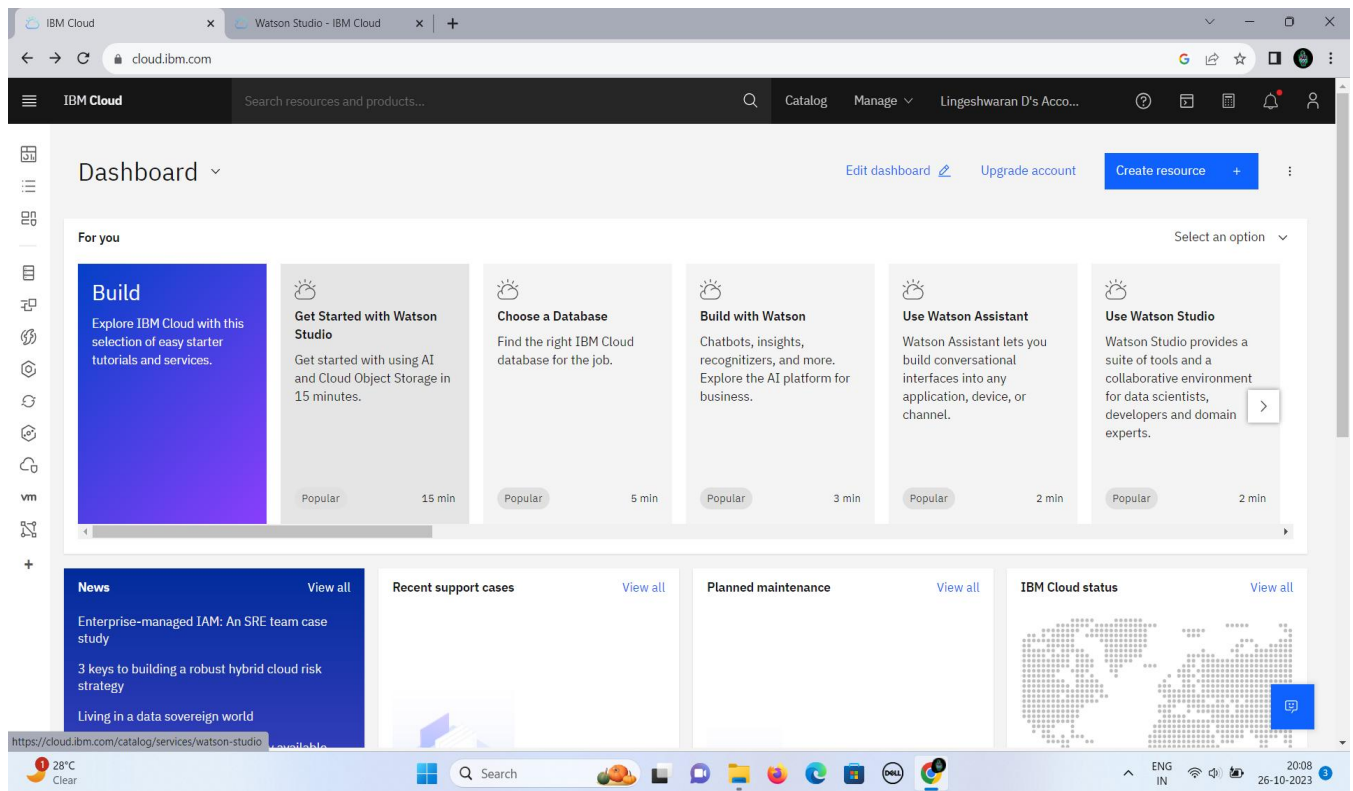 IBM Cloud
Watson Studio - IBM Cloud
cloud.ibm.com
IBM Cloud
Search resources and products...
Catalog
Manage
Lingeshwaran D's Acco...
Dashboard
Edit dashboard
Upgrade account
Create resource +
For you
Select an option
Build
Explore IBM Cloud with this
selection of easy starter
tutorials and services.
Get Started with Watson
Studio
Get started with using AI
and Cloud Object Storage in
15 minutes.
Popular 15 min
Choose a Database
Find the right IBM Cloud
database for the job.
Popular 5 min
Build with Watson
Chatbots, insights,
recognitizers, and more.
Explore the AI platform for
business.
Popular 3 min
Use Watson Assistant
Watson Assistant lets you
build conversational
interfaces into any
application, device, or
channel.
Popular 2 min
Use Watson Studio
Watson Studio provides a
suite of tools and a
collaborative environment
for data scientists,
developers and domain
experts.
Popular 2 min
vm
News View all
Enterprise-managed IAM: An SRE team case
study
3 keys to building a robust hybrid cloud risk
strategy
Living in a data sovereign world
available
Recent support cases View all
Planned maintenance View all
IBM Cloud status View all
https://cloud.ibm.com/catalog/services/watson-studio
1
28°C
Clear
Search
DELL
ENG
IN
20:08
26-10-2023
3